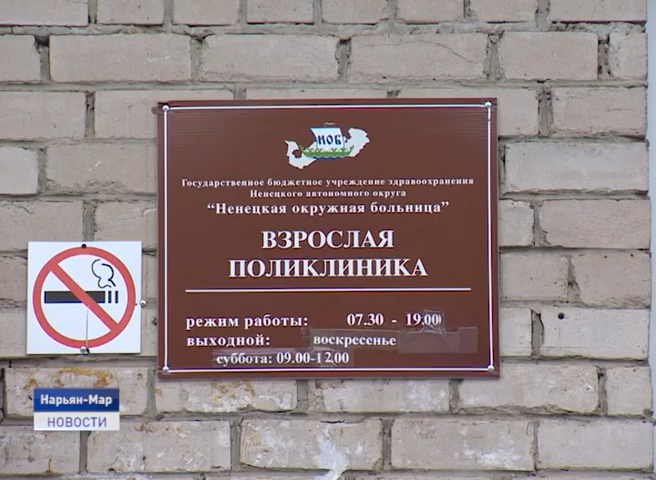 НОБ
Государственное бюджетное учреждение здравоохранения
Ненецкого автономного округа
“Ненецкая окружная больница”
ВЗРОСЛАЯ
ПОЛИКЛИНИКА
режим работы: 07.30 - 19.00
выходной: воскресенье
суббота: 09.00-12.00
Нарьян-Мар
НОВОСТИ